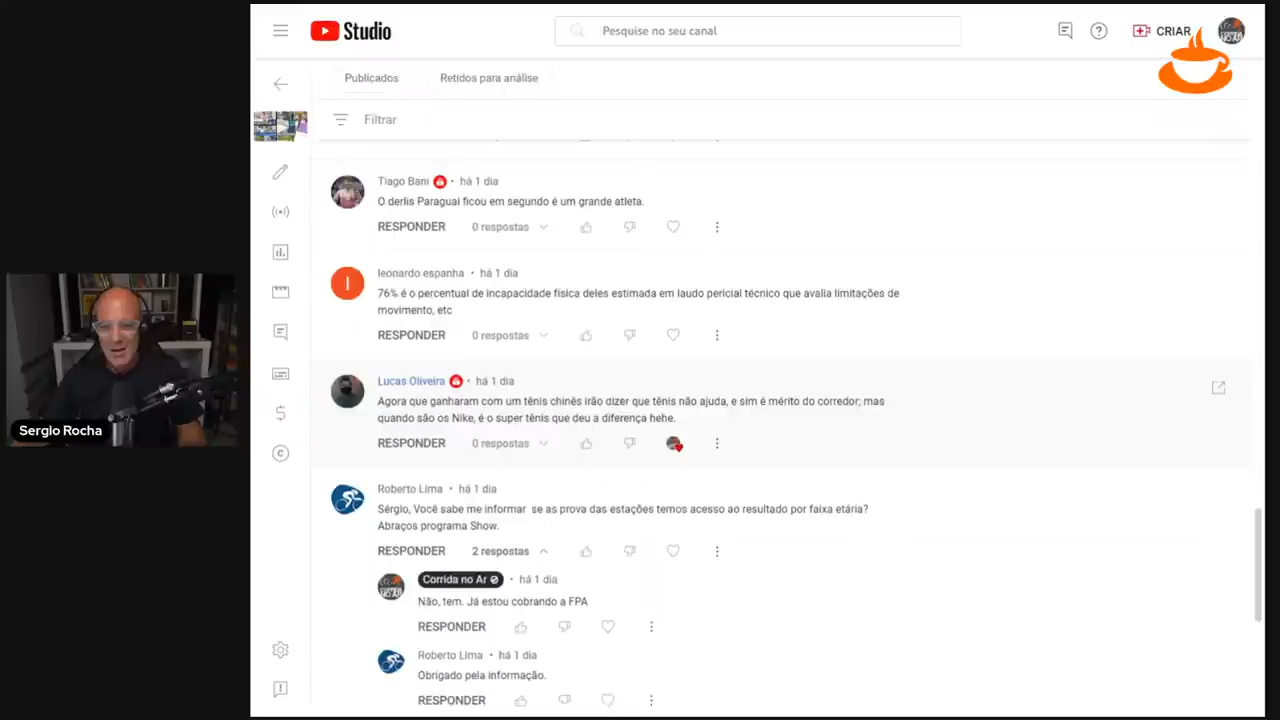 Studio
Pesquise no seu canal
CRIAR
Publicados
Retidos para análise
Filtrar
Tiago Bani • há 1 dia
O derlis Paraguai ficou em segundo é um grande atleta.
RESPONDER 0 respostas
leonardo espanha • há 1 dia
76% é o percentual de incapacidade física deles estimada em laudo pericial técnico que avalia limitações de
movimento, etc
RESPONDER 0 respostas
Lucas Oliveira • há 1 dia
Agora que ganharam com um tênis chinês irão dizer que tênis não ajuda, e sim é mérito do corredor, mas
quando são os Nike, é o super tênis que deu a diferença hehe.
RESPONDER 0 respostas
Sergio Rocha
Roberto Lima • há 1 dia
Sérgio, Você sabe me informar se as prova das estações temos acesso ao resultado por faixa etária?
Abraços programa Show.
RESPONDER 2 respostas
Corrida no Ar • há 1 dia
Não, tem. Já estou cobrando a FPA
RESPONDER
Roberto Lima • há 1 dia
Obrigado pela informação.
RESPONDER